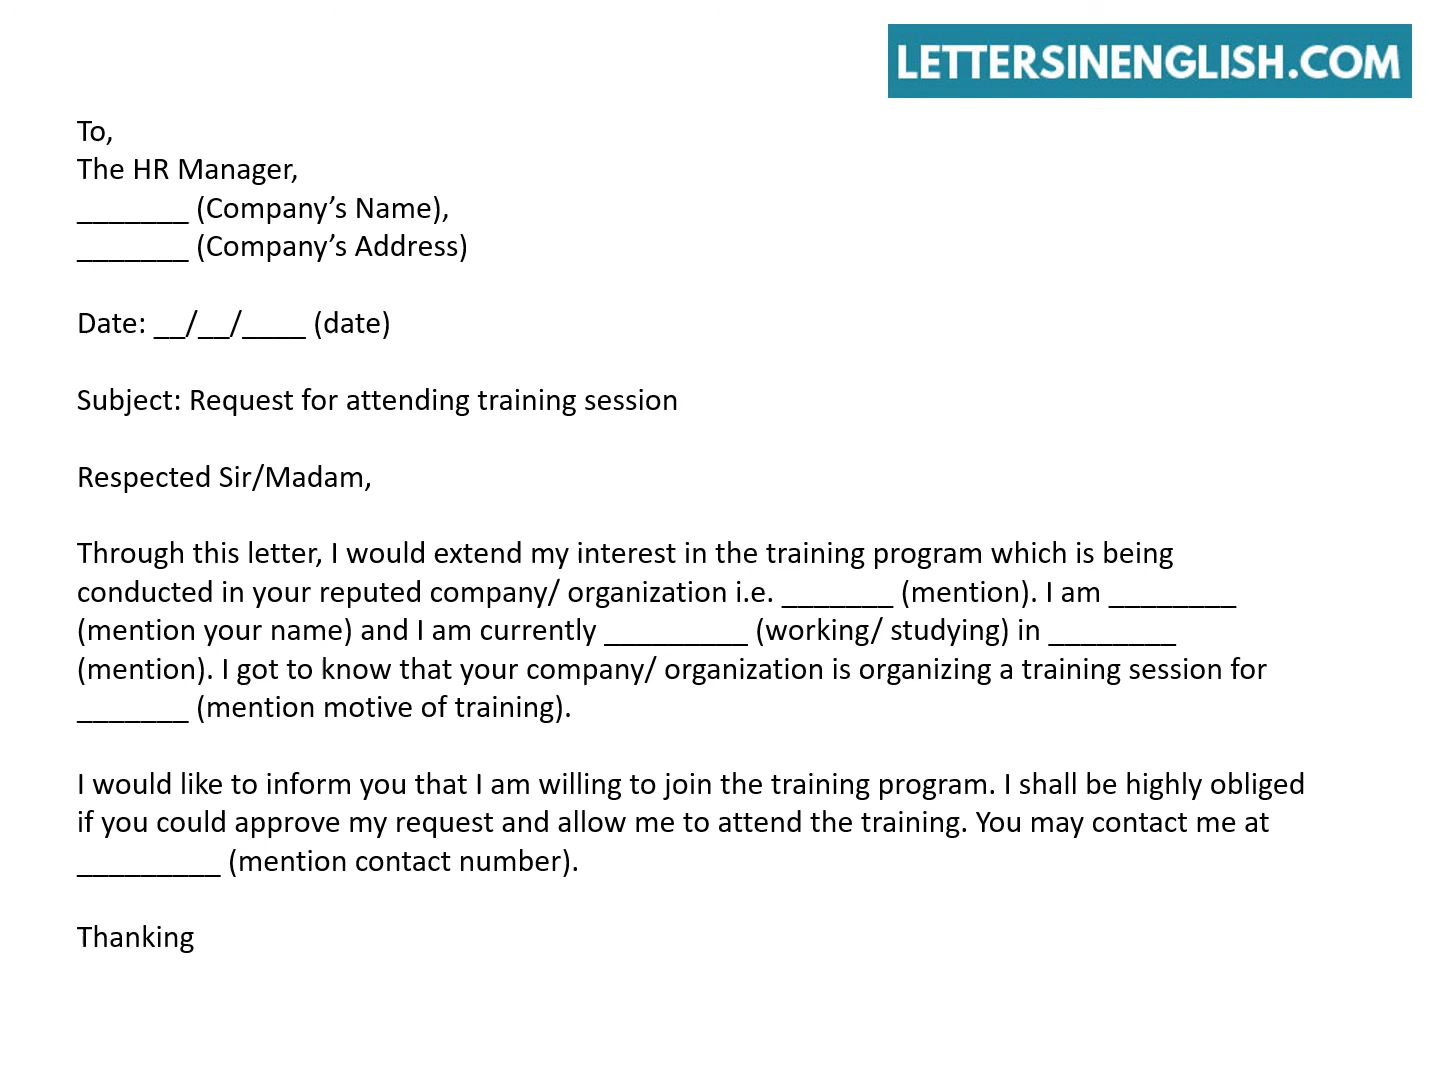 LETTERSINENGLISH.COM
To,
The HR Manager,
_______ (Company’s Name),
_______ (Company’s Address)
Date: __/__/____ (date)
Subject: Request for attending training session
Respected Sir/Madam,
Through this letter, I would extend my interest in the training program which is being
conducted in your reputed company/ organization i.e. _______ (mention). I am ________
(mention your name) and I am currently _________ (working/ studying) in ________
(mention). I got to know that your company/ organization is organizing a training session for
_______ (mention motive of training).
I would like to inform you that I am willing to join the training program. I shall be highly obliged
if you could approve my request and allow me to attend the training. You may contact me at
_________ (mention contact number).
Thanking